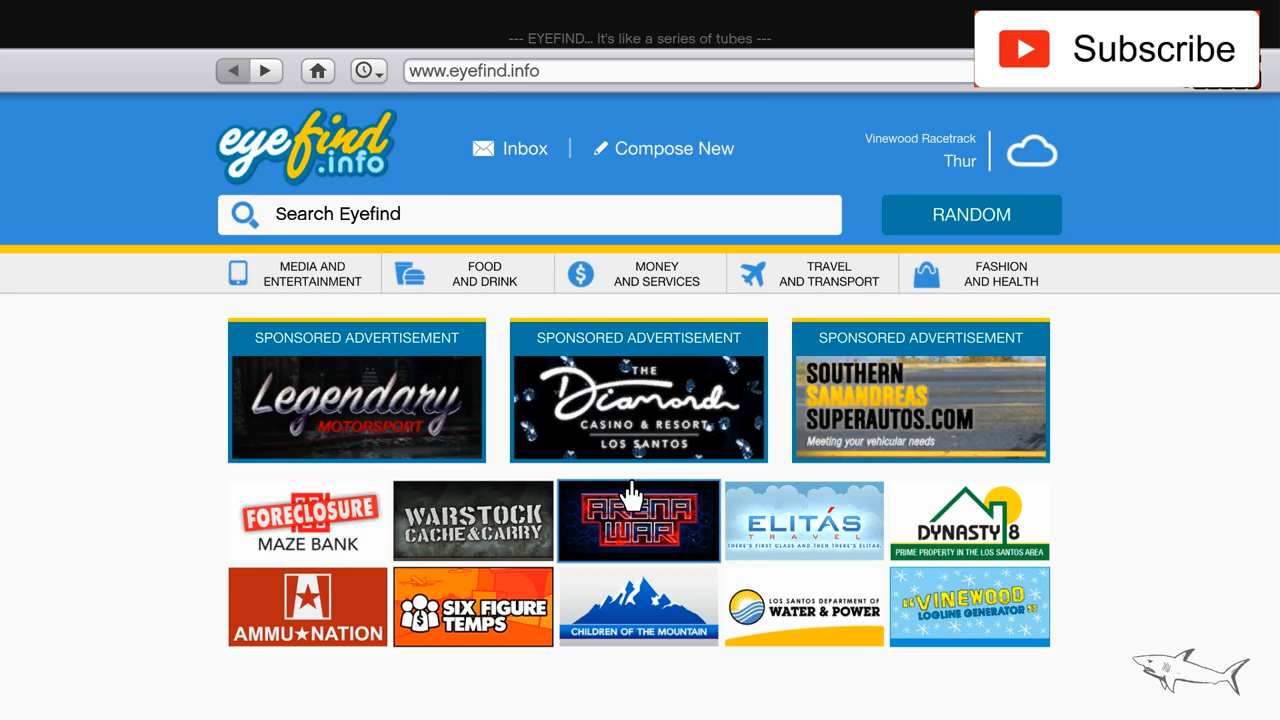 --- EYEFIND... It's like a series of tubes ---
Subscribe
www.eyefind.info
eyefind
.info
Inbox
Compose New
Vinewood Racetrack
Thur
Search Eyefind
RANDOM
MEDIA AND
ENTERTAINMENT
FOOD
AND DRINK
MONEY
AND SERVICES
TRAVEL
AND TRANSPORT
FASHION
AND HEALTH
SPONSORED ADVERTISEMENT
Legendary
MOTORSPORT
SPONSORED ADVERTISEMENT
THE
Diamond
CASINO & RESORT
LOS SANTOS
SPONSORED ADVERTISEMENT
SOUTHERN
SANANDREAS
SUPERAUTOS.COM
Meeting your vehicular needs
FORECLOSURE
MAZE BANK
WARSTOCK
CACHE&CARRY
ARENA
WAR
ELITÁS
TRAVEL
THERE'S FIRST CLASS AND THEN THERE'S ELITAS.
DYNASTY 8
PRIME PROPERTY IN THE LOS SANTOS AREA
AMMU★NATION
SIX FIGURE
TEMPS
CHILDREN OF THE MOUNTAIN
LOS SANTOS DEPARTMENT OF
WATER & POWER
"VINEWOOD
LOGLINE GENERATOR"